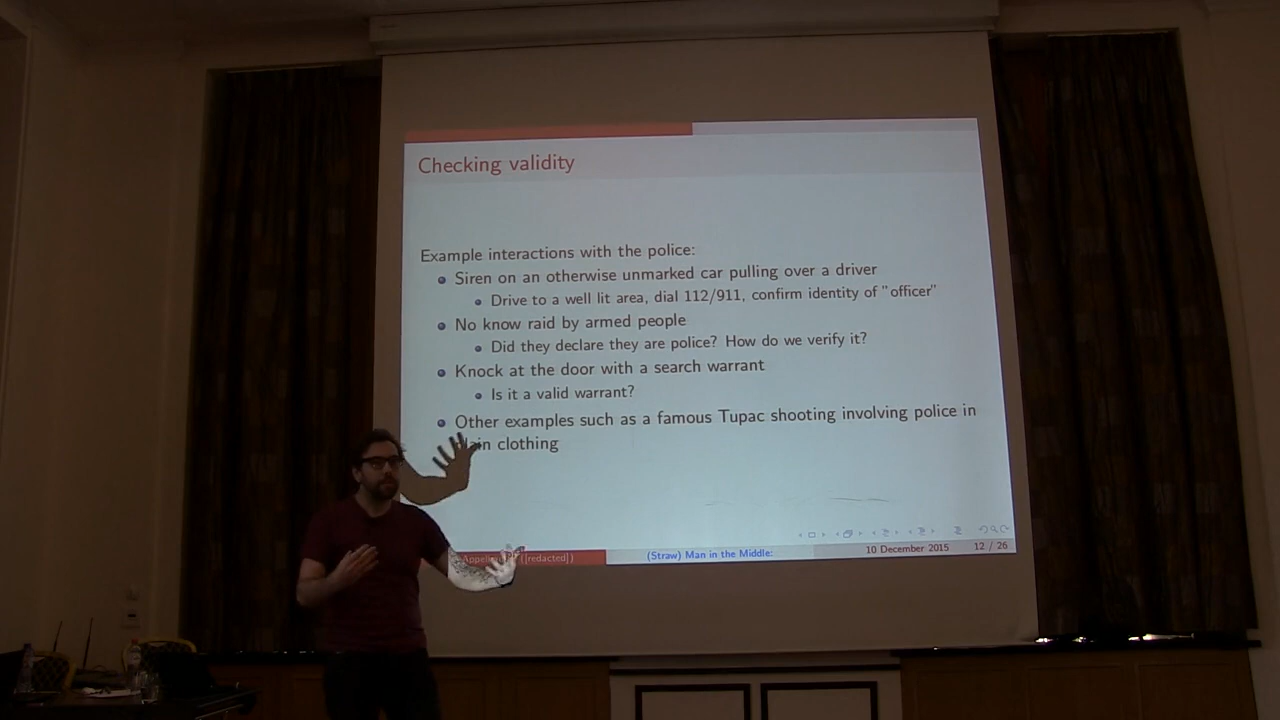 Checking validity
Example interactions with the police:
Siren on an otherwise unmarked car pulling over a driver
Drive to a well lit area, dial 112/911, confirm identity of "officer"
No know raid by armed people
Did they declare they are police? How do we verify it?
Knock at the door with a search warrant
Is it a valid warrant?
Other examples such as a famous Tupac shooting involving police in
clothing
([redacted])
(Straw) Man in the Middle:
10 December 2015
12 / 26